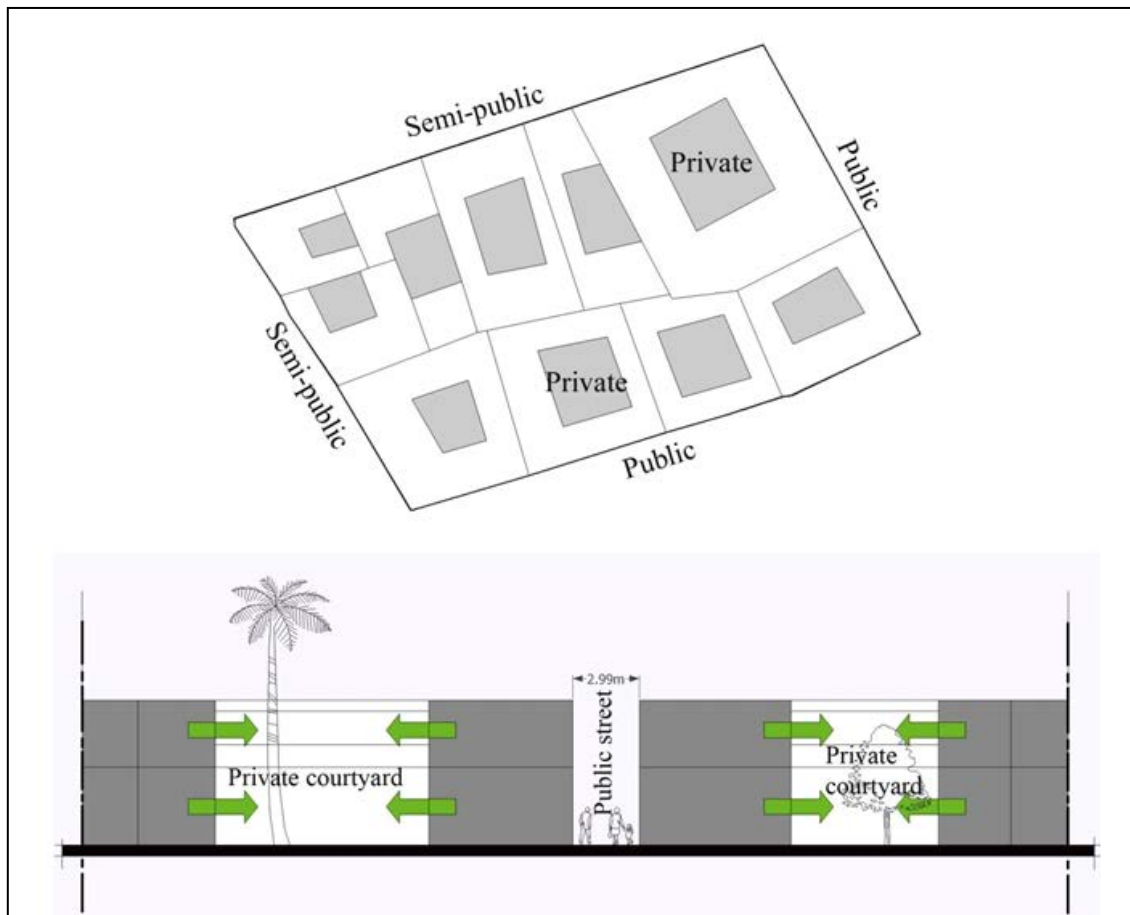 Semi-public
Private
Public
Semi-public
Private
Public
2.99m
Public street
Private courtyard
Private
courtyard